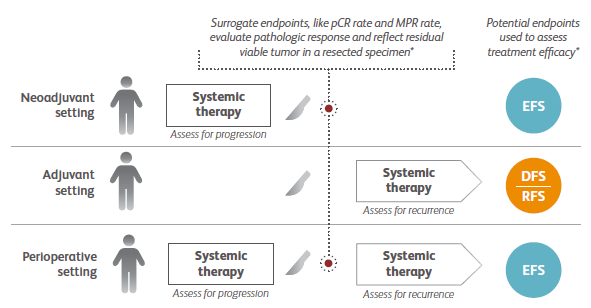 Surrogate endpoints, like pCR rate and MPR rate,
evaluate pathologic response and reflect residual
viable tumor in a resected specimen*
Potential endpoints
used to assess
treatment efficacy*
Neoadjuvant
setting
Systemic
therapy
Assess for progression
EFS
Adjuvant
setting
Systemic
therapy
Assess for recurrence
DFS
RFS
Perioperative
setting
Systemic
therapy
Assess for progression
Systemic
therapy
Assess for recurrence
EFS